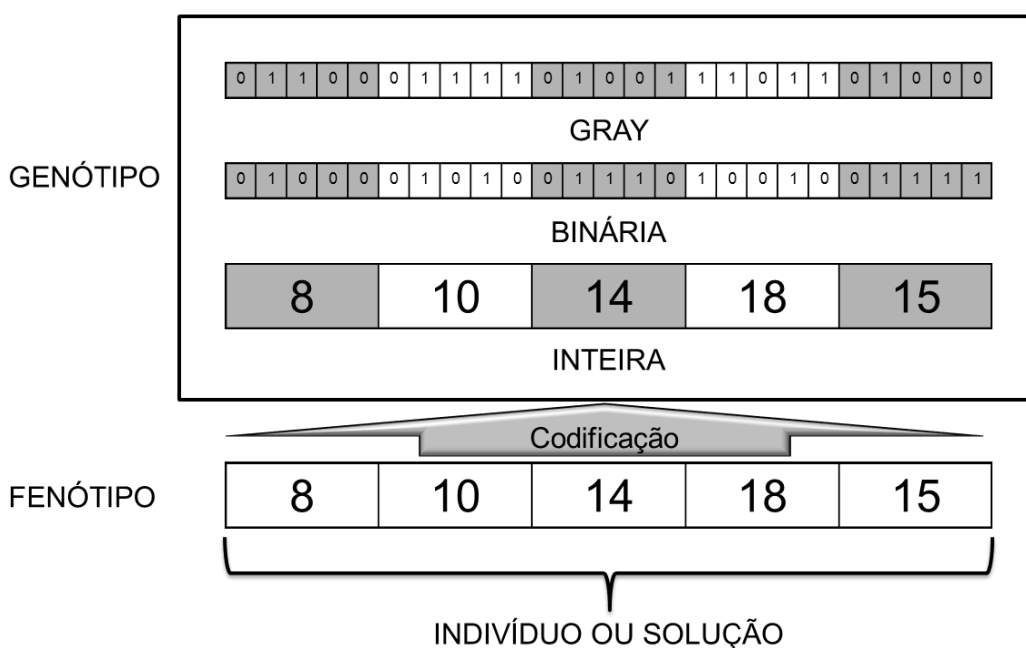 0 1 1 0 0 0 1 1 1 1 0 1 0 0 1 1 1 0 1 1 0 1 0 0 0
GRAY
GENÓTIPO
0 1 0 0 0 0 1 0 1 0 0 1 1 1 0 1 0 0 1 0 0 1 1 1 1
BINÁRIA
8 10 14 18 15
INTEIRA
Codificação
FENÓTIPO
8 10 14 18 15
INDIVÍDUO OU SOLUÇÃO